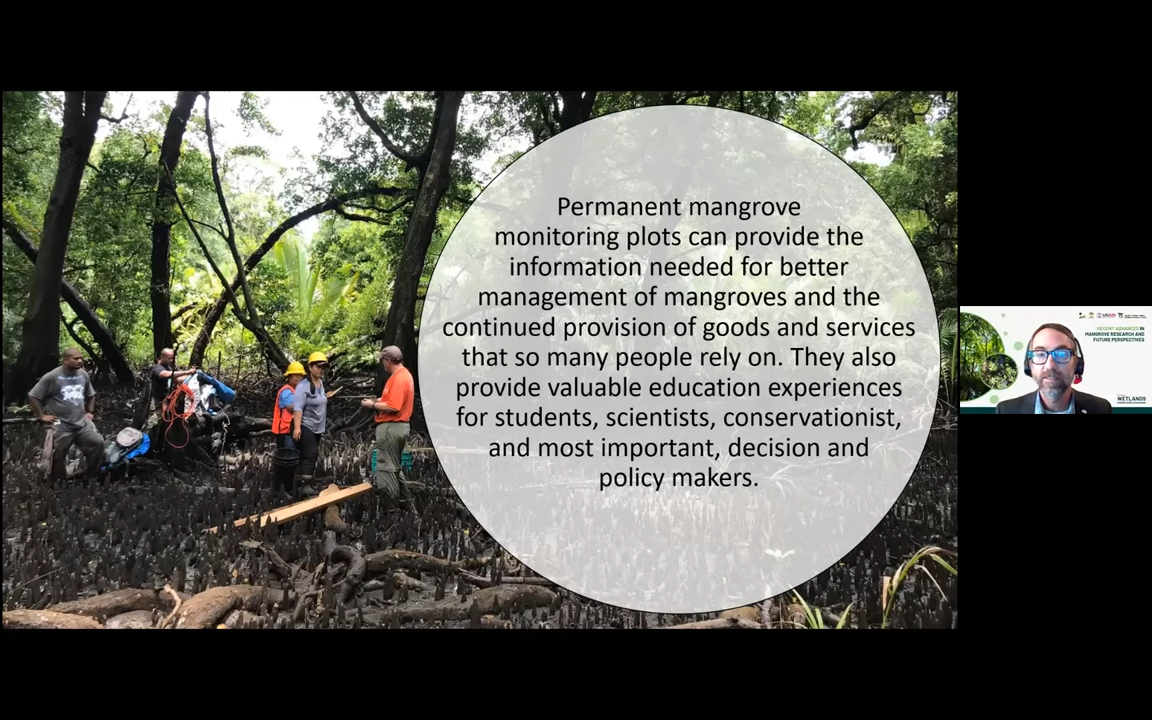 Permanent mangrove
monitoring plots can provide the
information needed for better
management of mangroves and the
continued provision of goods and services
that so many people rely on. They also
provide valuable education experiences
for students, scientists, conservationist,
and most important, decision and
policy makers.
RECENT ADVANCES IN
MANGROVE RESEARCH AND
FUTURE PERSPECTIVES
WETLANDS